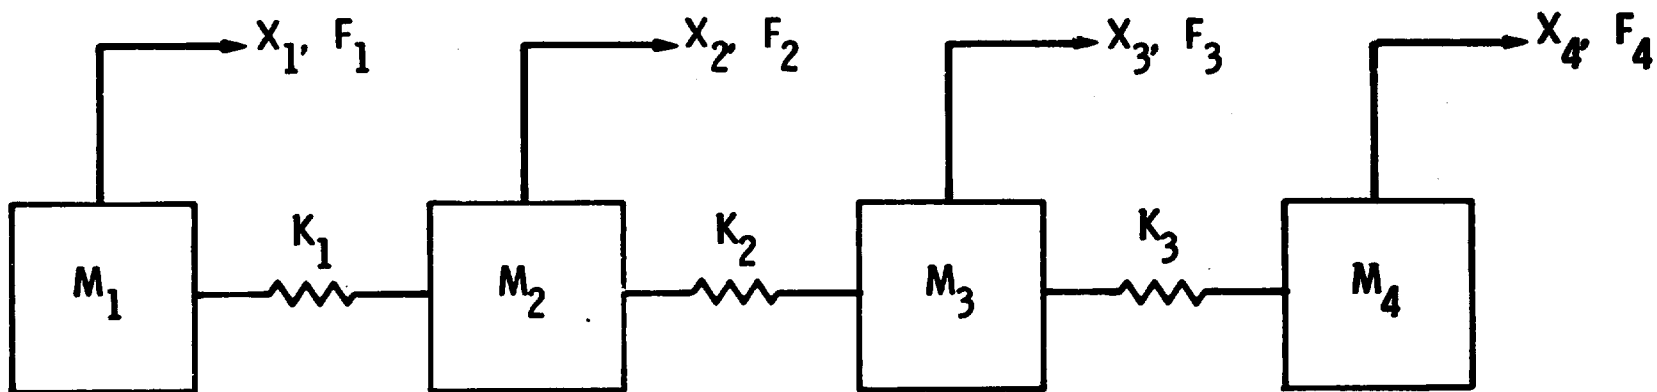 X₁, F₁ X₂, F₂ X₃, F₃ X₄, F₄
K₁ K₂ K₃
M₁ M₂ M₃ M₄